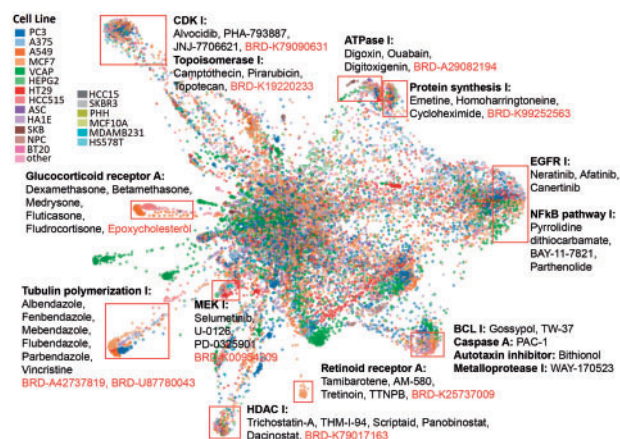 Cell Line
PC3
A375
A549
MCF7
VCAP
HEPG2
HT29
HCC515
ASC
HA1E
SKB
NPC
BT20
other
HCC15
SKBR3
PHH
MCF10A
MDAMB231
HS578T
CDK I:
Alvocidib, PHA-793887,
JNJ-7706621, BRD-K79090631
Topoisomerase I:
Camptothecin, Pirarubicin,
Topotecan, BRD-K19220233
ATPase I:
Digoxin, Ouabain,
Digitoxigenin, BRD-A29082194
Protein synthesis I:
Emetine, Homoharringtoneine,
Cycloheximide, BRD-K99252563
EGFR I:
Neratinib, Afatinib,
Canertinib
NFkB pathway I:
Pyrrolidine
dithiocarbamate,
BAY-11-7821,
Parthenolide
Glucocorticoid receptor A:
Dexamethasone, Betamethasone,
Medrysone,
Fluticasone,
Fludrocortisone, Epoxycholesterol
Tubulin polymerization I:
Albendazole,
Fenbendazole,
Mebendazole,
Flubendazole,
Parbendazole,
Vincristine
BRD-A42737819, BRD-U87780043
MEK I:
Selumetinib,
U-0126,
PD-0325901
BCL I: Gossypol, TW-37
Caspase A: PAC-1
Autotaxin inhibitor: Bithionol
Metalloprotease I: WAY-170523
Retinoid receptor A:
Tamibarotene, AM-580,
Tretinoin, TTNPB, BRD-K25737009
HDAC I:
Trichostatin-A, THM-I-94, Scriptaid, Panobinostat,
Dacinostat, BRD-K79017163